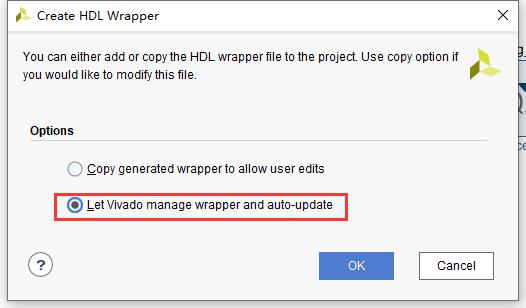 Create HDL Wrapper
You can either add or copy the HDL wrapper file to the project. Use copy option if
you would like to modify this file.
Options
Copy generated wrapper to allow user edits
Let Vivado manage wrapper and auto-update
?
OK
Cancel